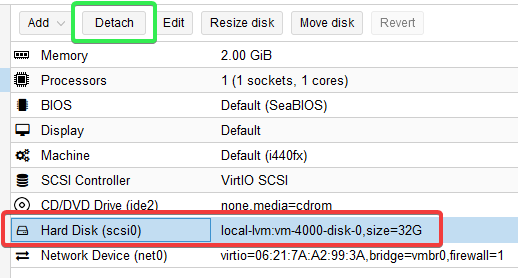 Add Detach Edit Resize disk Move disk Revert
Memory 2.00 GiB
Processors 1 (1 sockets, 1 cores)
BIOS Default (SeaBIOS)
Display Default
Machine Default (i440fx)
SCSI Controller VirtIO SCSI
CD/DVD Drive (ide2) none,media=cdrom
Hard Disk (scsi0) local-lvm:vm-4000-disk-0,size=32G
Network Device (net0) virtio=06:21:7A:A2:99:3A,bridge=vmbr0,firewall=1